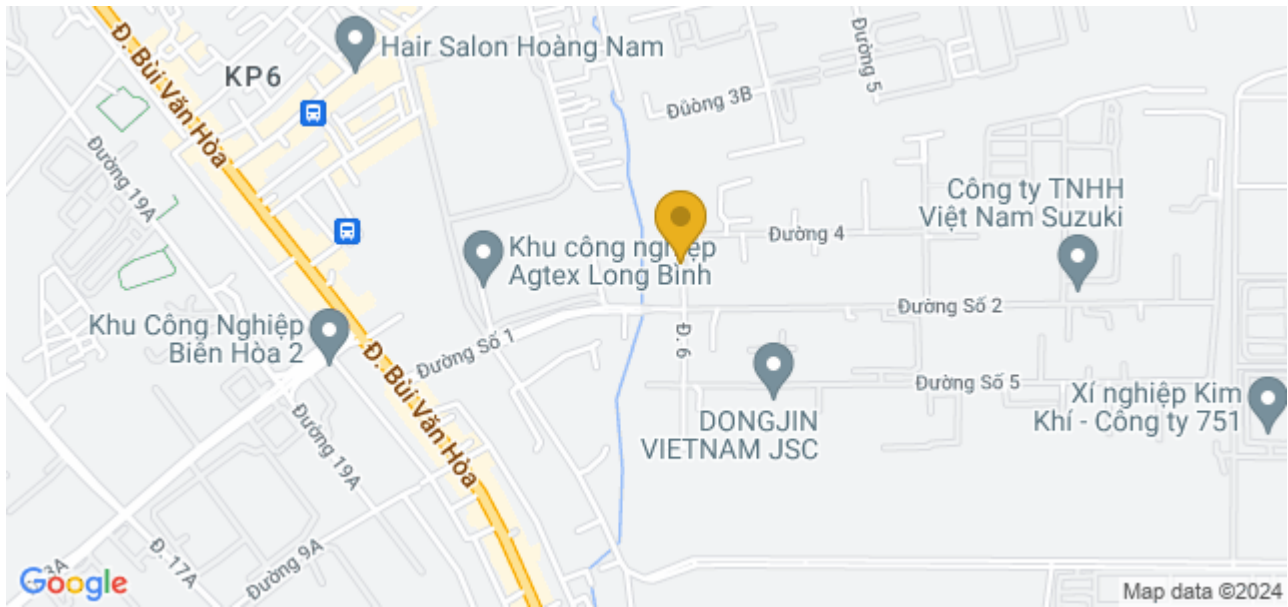 Đ. Bùi Văn Hòa
KP6
Hair Salon Hoàng Nam
Đường 5
Đường 3B
Đường 19A
Công ty TNHH
Việt Nam Suzuki
Đường 4
Khu công nghiệp
Agtex Long Bình
Đường Số 2
Khu Công Nghiệp
Biên Hòa 2
Đường Số 1
Đ. 6
Đ. Bùi Văn Hòa
Đường Số 5
DONGJIN
VIETNAM JSC
Xí nghiệp Kim
Khí - Công ty 751
Đường 19A
Đường 9A
Đ. 17A
3A
Google
Map data ©2024